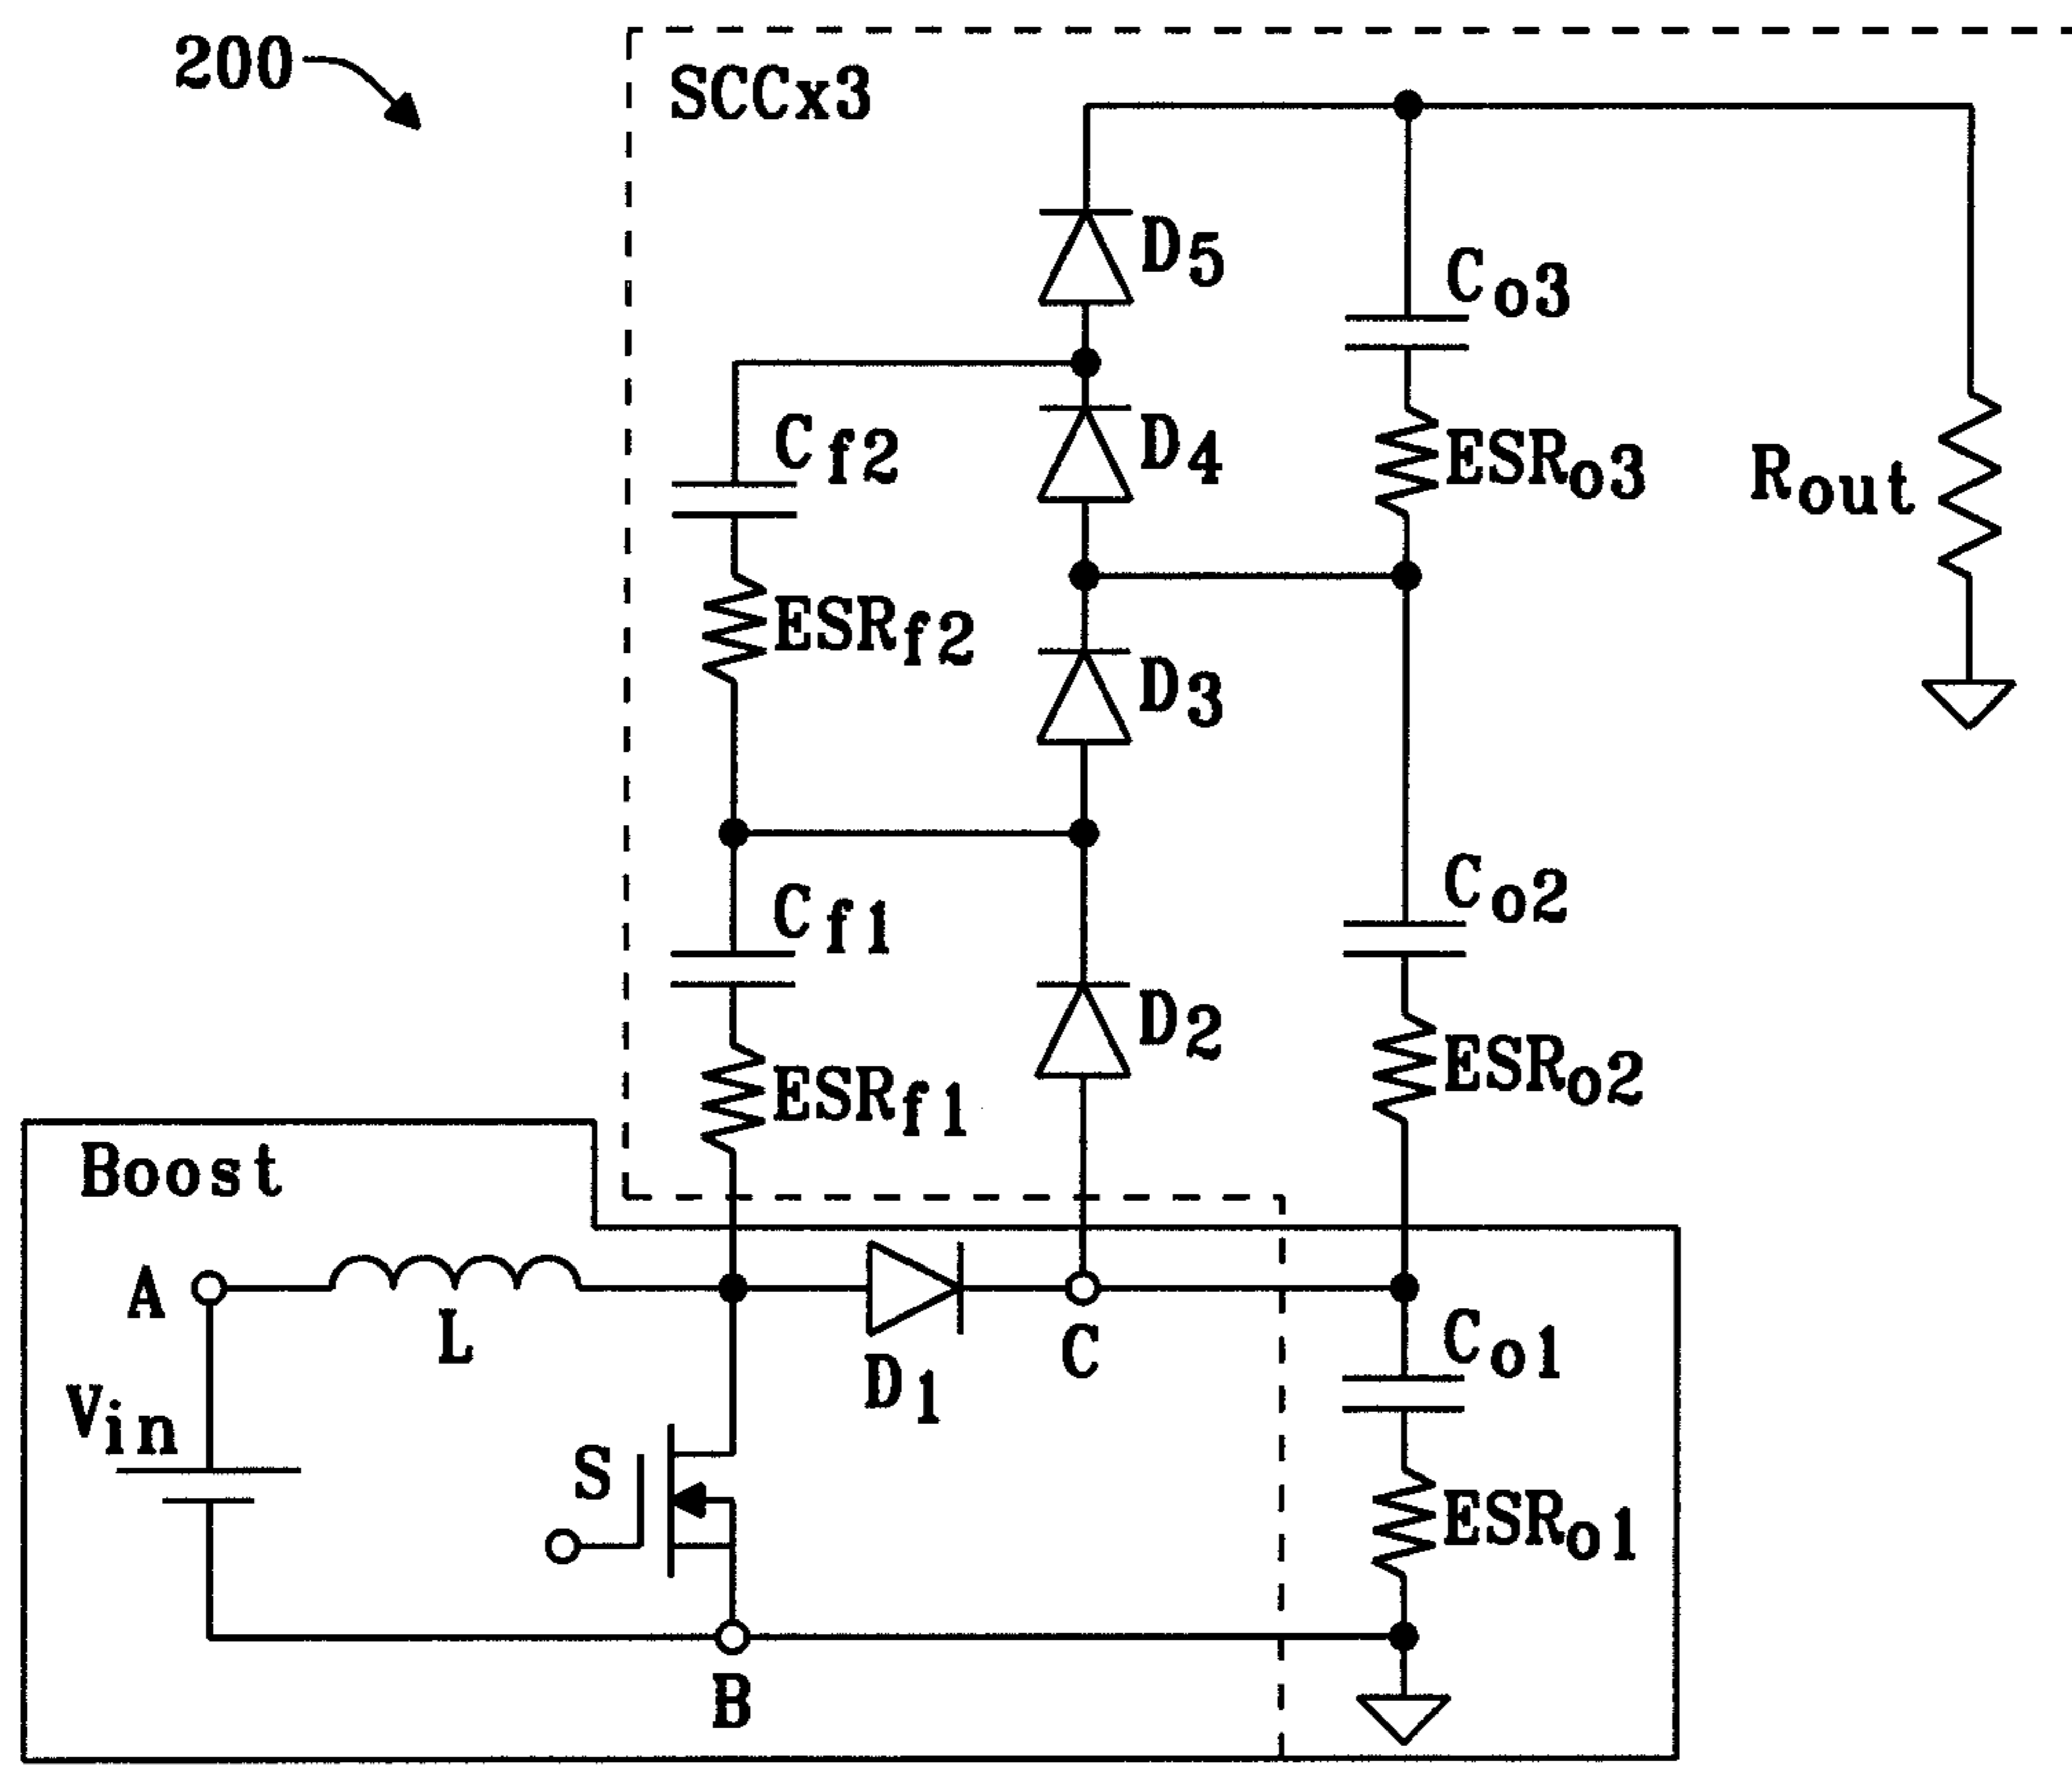 200
SCCx3
D5
Co3
Cf2
D4
ESRo3
Rout
ESRf2
D3
Co2
Cf1
D2
ESRo2
ESRf1
Boost
A
L
D1
C
Co1
Vin
S
ESRo1
B